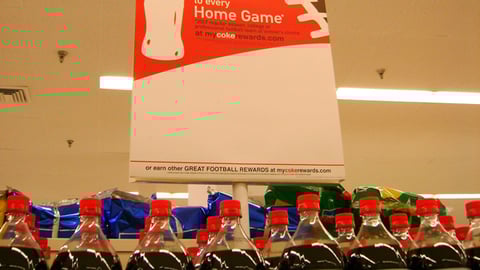 to every
Home Game*
at mycokerewards.com
or earn other GREAT FOOTBALL REWARDS at mycokerewards.com